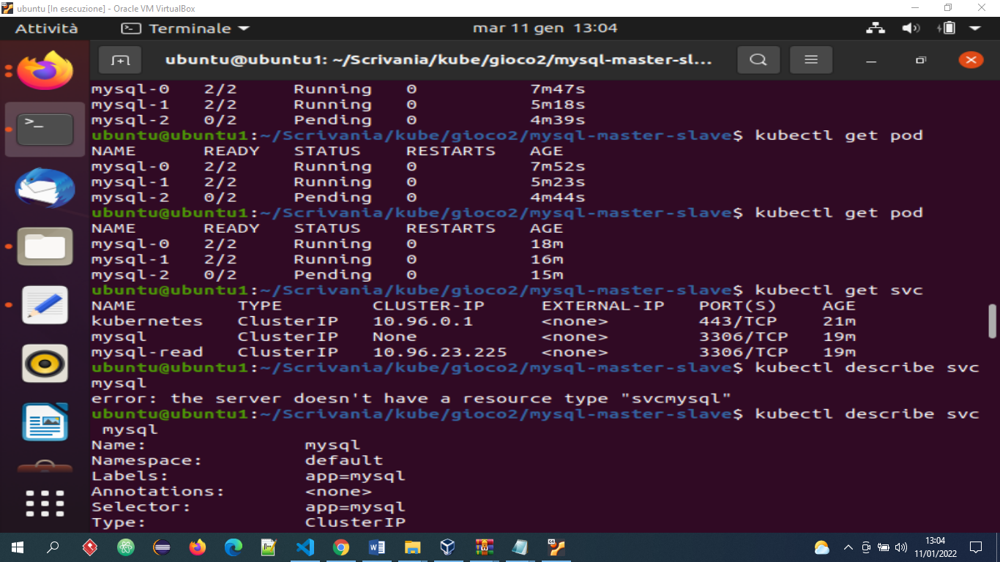 ubuntu [In esecuzione] - Oracle VM VirtualBox
Attività
Terminale
mar 11 gen 13:04
ubuntu@ubuntu1: ~/Scrivania/kube/gioco2/mysql-master-sl...
mysql-0 2/2 Running 0 7m47s
mysql-1 2/2 Running 0 5m18s
mysql-2 0/2 Pending 0 4m39s
ubuntu@ubuntu1:~/Scrivania/kube/gioco2/mysql-master-slave$ kubectl get pod
NAME READY STATUS RESTARTS AGE
mysql-0 2/2 Running 0 7m52s
mysql-1 2/2 Running 0 5m23s
mysql-2 0/2 Pending 0 4m44s
ubuntu@ubuntu1:~/Scrivania/kube/gioco2/mysql-master-slave$ kubectl get pod
NAME READY STATUS RESTARTS AGE
mysql-0 2/2 Running 0 18m
mysql-1 2/2 Running 0 16m
mysql-2 0/2 Pending 0 15m
ubuntu@ubuntu1:~/Scrivania/kube/gioco2/mysql-master-slave$ kubectl get svc
NAME TYPE CLUSTER-IP EXTERNAL-IP PORT(S) AGE
kubernetes ClusterIP 10.96.0.1 <none> 443/TCP 21m
mysql ClusterIP None <none> 3306/TCP 19m
mysql-read ClusterIP 10.96.23.225 <none> 3306/TCP 19m
ubuntu@ubuntu1:~/Scrivania/kube/gioco2/mysql-master-slave$ kubectl describe svc
mysql
error: the server doesn't have a resource type "svcmysql"
ubuntu@ubuntu1:~/Scrivania/kube/gioco2/mysql-master-slave$ kubectl describe svc
mysql
Name: mysql
Namespace: default
Labels: app=mysql
Annotations: <none>
Selector: app=mysql
Type: ClusterIP
13:04
11/01/2022